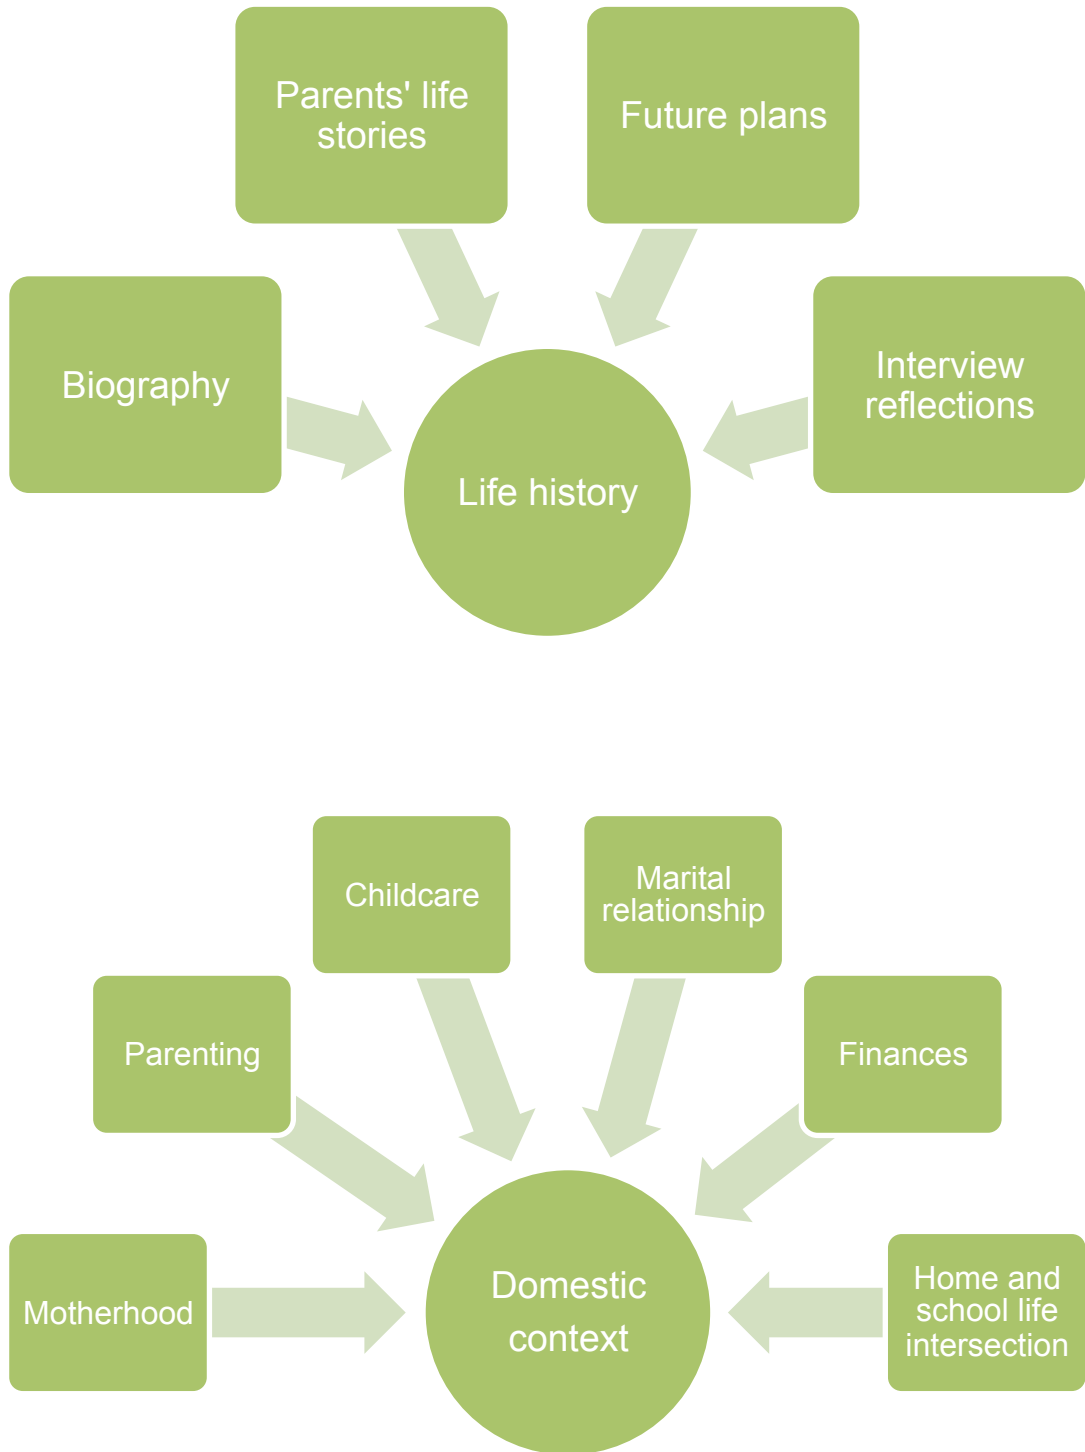 Parents' life
stories
Future plans
Biography
Interview
reflections
Life history
Childcare
Marital
relationship
Parenting
Finances
Motherhood
Domestic
context
Home and
school life
intersection